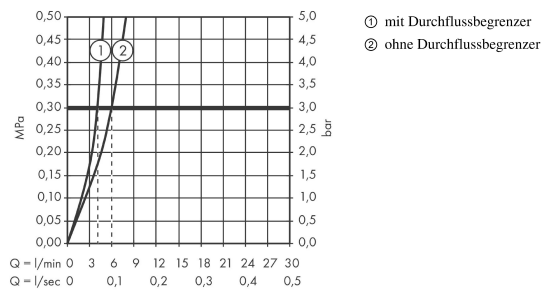 0,50 5,0
0,45 4,5
0,40 4,0
0,35 3,5
0,30 3,0
0,25 2,5
0,20 2,0
0,15 1,5
0,10 1,0
0,05 0,5
0,00 0,0
MPa
bar
1 2
Q = l/min 0 3 6 9 12 15 18 21 24 27 30
Q = l/sec 0 0,1 0,2 0,3 0,4 0,5
① mit Durchflussbegrenzer
② ohne Durchflussbegrenzer